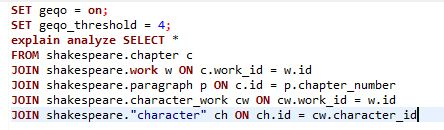 SET geqo = on;
SET geqo_threshold = 4;
explain analyze SELECT *
FROM shakespeare.chapter c
JOIN shakespeare.work w ON c.work_id = w.id
JOIN shakespeare.paragraph p ON c.id = p.chapter_number
JOIN shakespeare.character_work cw ON cw.work_id = w.id
JOIN shakespeare."character" ch ON ch.id = cw.character_id